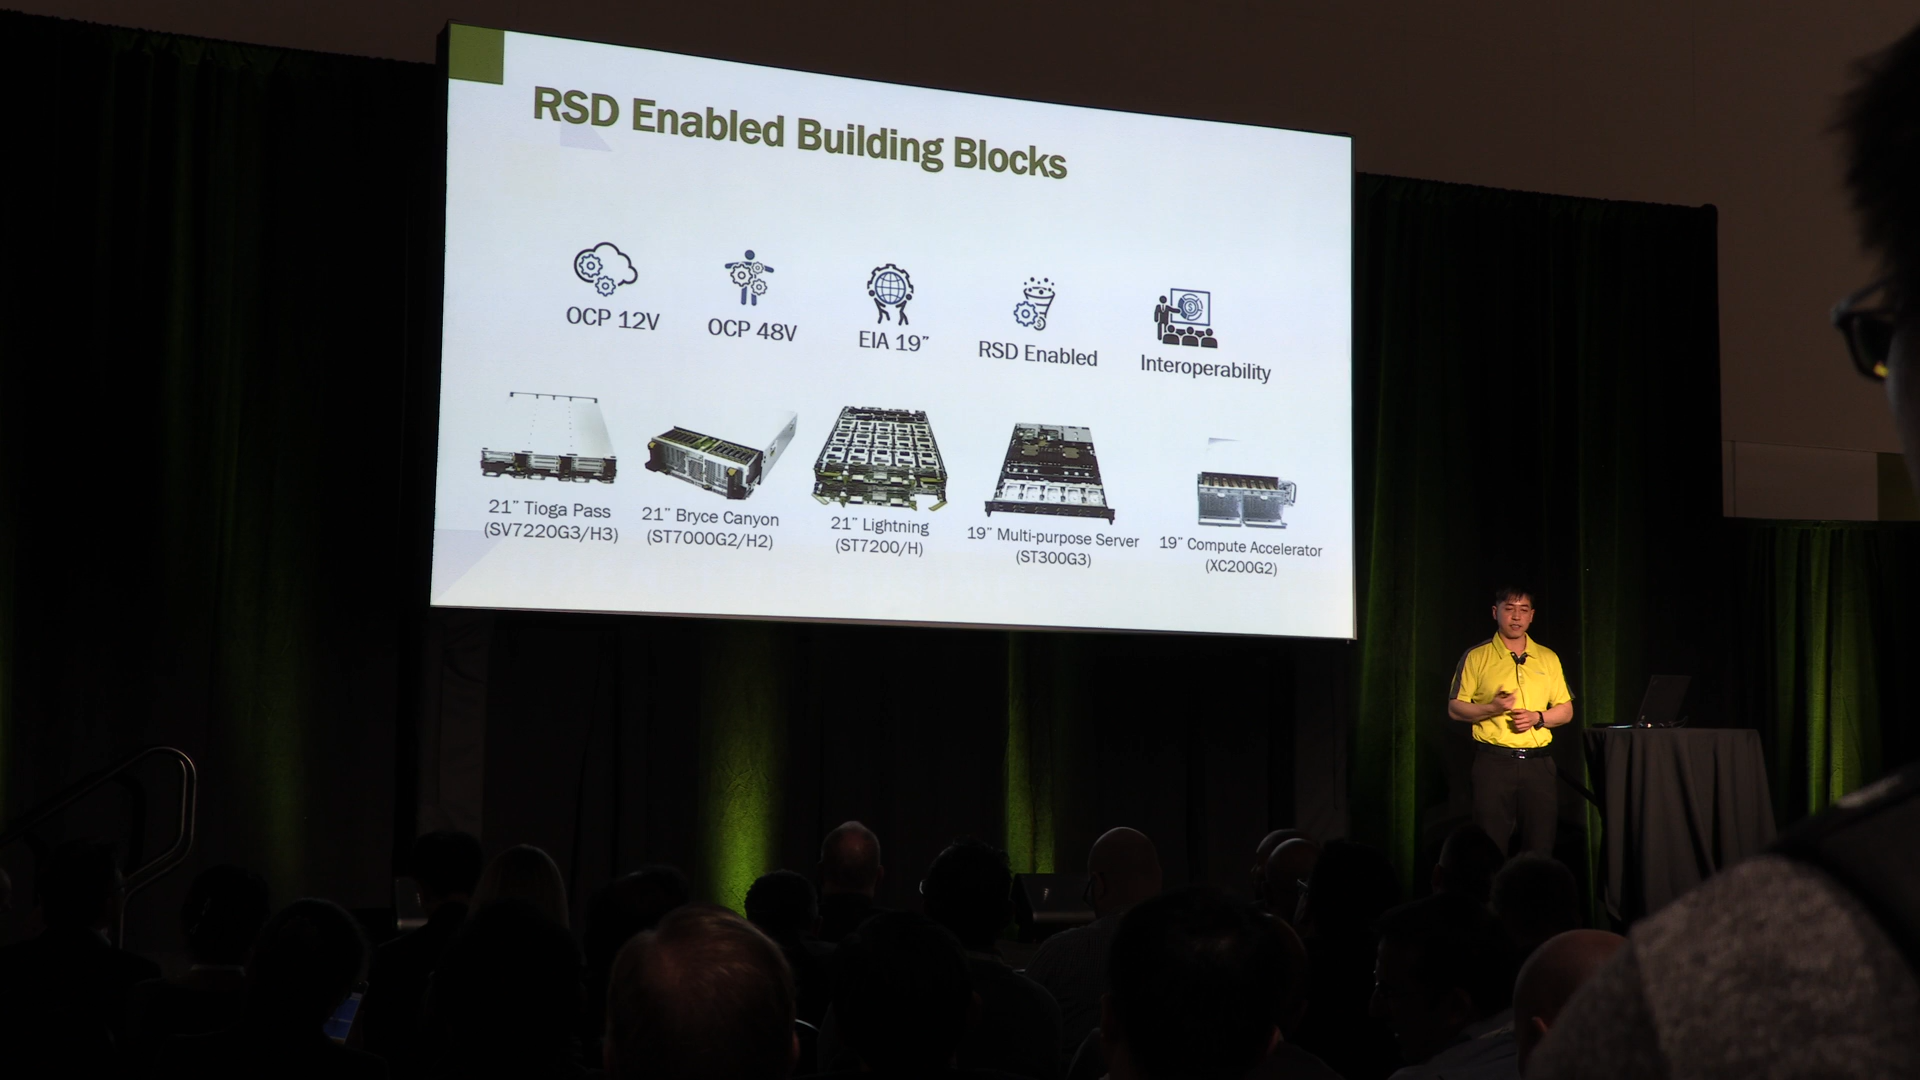 RSD Enabled Building Blocks
OCP 12V
OCP 48V
EIA 19”
RSD Enabled
Interoperability
21” Tioga Pass
(SV7220G3/H3)
21” Bryce Canyon
(ST7000G2/H2)
21” Lightning
(ST7200/H)
19” Multi-purpose Server
(ST300G3)
19” Compute Accelerator
(XC200G2)